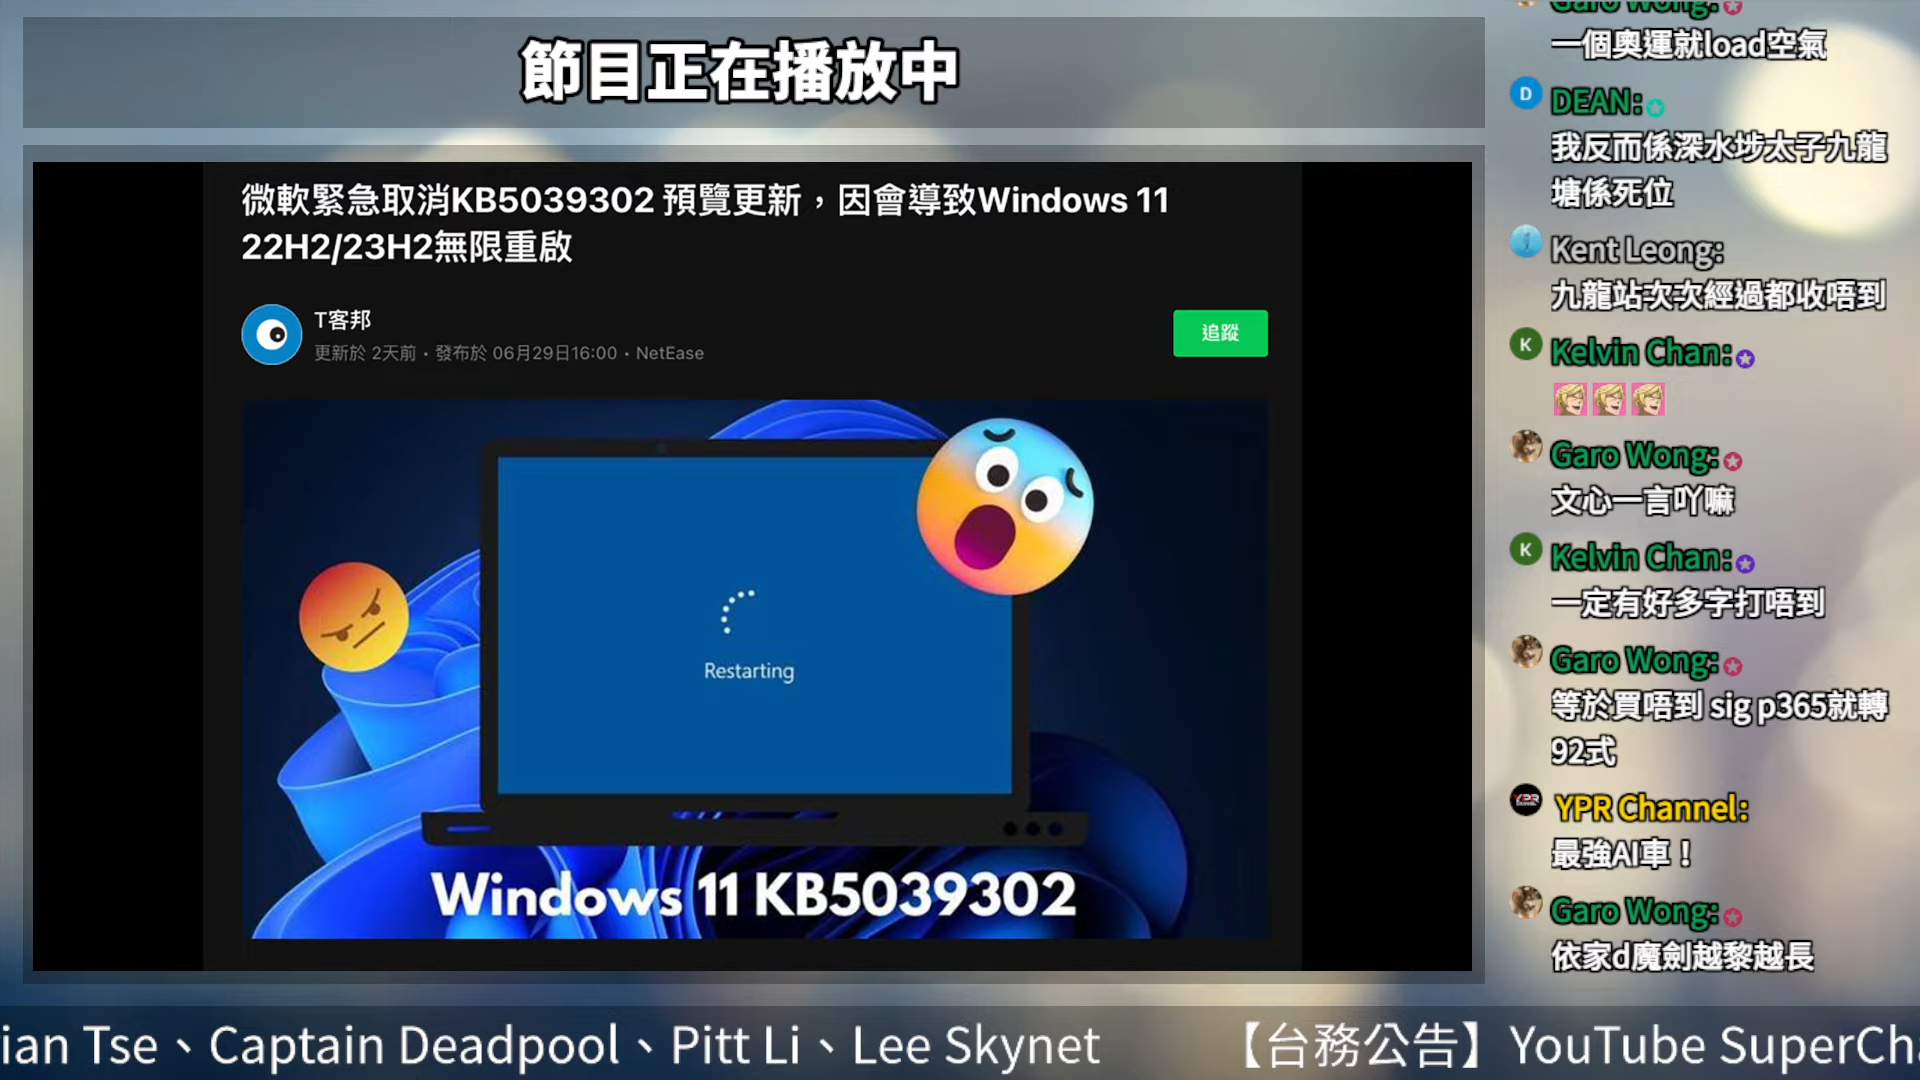 節目正在播放中
微軟緊急取消KB5039302 預覽更新，因會導致Windows 11
22H2/23H2無限重啟
T客邦
更新於 2天前・發布於 06月29日16:00・NetEase
追蹤
Restarting
Windows 11 KB5039302
Garo Wong:
一個奧運就load空氣
D
DEAN:
我反而係深水埗太子九龍
塘係死位
Kent Leong:
九龍站次次經過都收唔到
K
Kelvin Chan:
Garo Wong:
文心一言吖嘛
K
Kelvin Chan:
一定有好多字打唔到
Garo Wong:
等於買唔到 sig p365就轉
92式
YPR
YPR Channel:
最強AI車！
Garo Wong:
依家d魔劍越黎越長
ian Tse、Captain Deadpool、Pitt Li、Lee Skynet
【台務公告】YouTube SuperCha